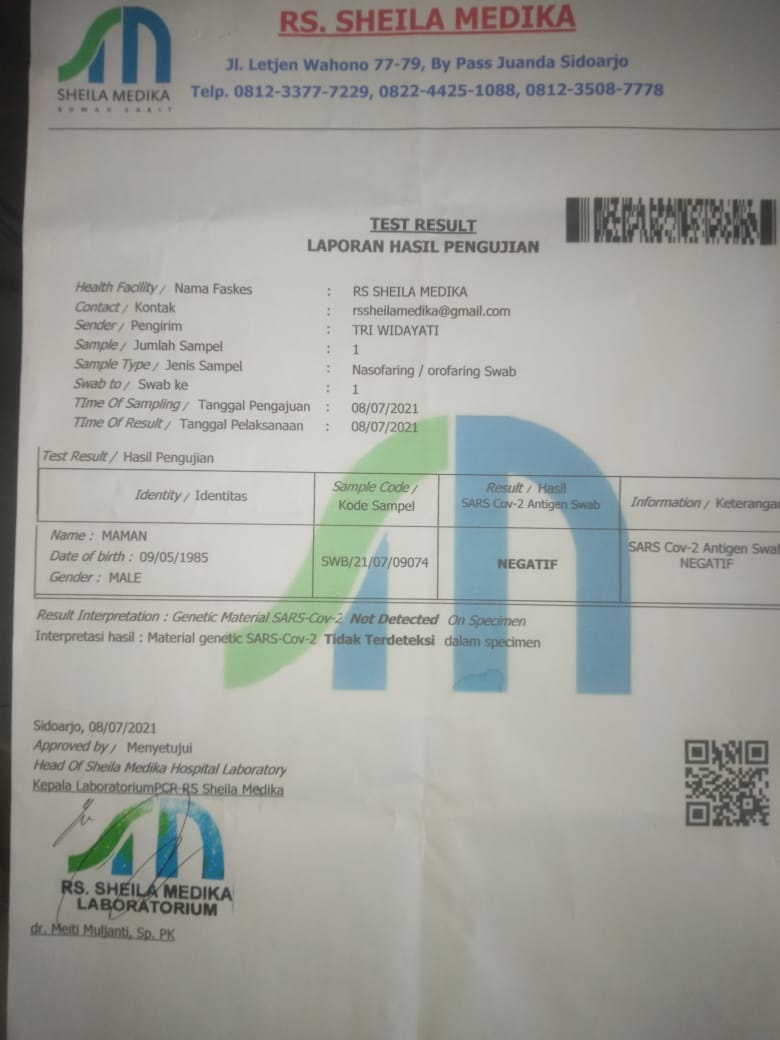 RS. SHEILA MEDIKA
Jl. Letjen Wahono 77-79, By Pass Juanda Sidoarjo
SHEILA MEDIKA
RUMAH SAKIT
Telp. 0812-3377-7229, 0822-4425-1088, 0812-3508-7778
TEST RESULT
LAPORAN HASIL PENGUJIAN
Health Facility / Nama Faskes : RS SHEILA MEDIKA
Contact / Kontak : rssheilamedika@gmail.com
Sender / Pengirim : TRI WIDAYATI
Sample / Jumlah Sampel : 1
Sample Type / Jenis Sampel : Nasofaring / orofaring Swab
Swab to / Swab ke : 1
TIme Of Sampling / Tanggal Pengajuan : 08/07/2021
TIme Of Result / Tanggal Pelaksanaan : 08/07/2021
Test Result / Hasil Pengujian
Identity / Identitas
Sample Code /
Kode Sampel
Result / Hasil
SARS Cov-2 Antigen Swab
Information / Keterangan
Name : MAMAN
Date of birth : 09/05/1985
Gender : MALE
SWB/21/07/09074
NEGATIF
SARS Cov-2 Antigen Swab
NEGATIF
Result Interpretation : Genetic Material SARS-Cov-2 Not Detected On Specimen
Interpretasi hasil : Material genetic SARS-Cov-2 Tidak Terdeteksi dalam specimen
Sidoarjo, 08/07/2021
Approved by / Menyetujui
Head Of Sheila Medika Hospital Laboratory
Kepala LaboratoriumPCR RS Sheila Medika
RS. SHEILA MEDIKA
LABORATORIUM
dr. Meiti Muljanti, Sp. PK